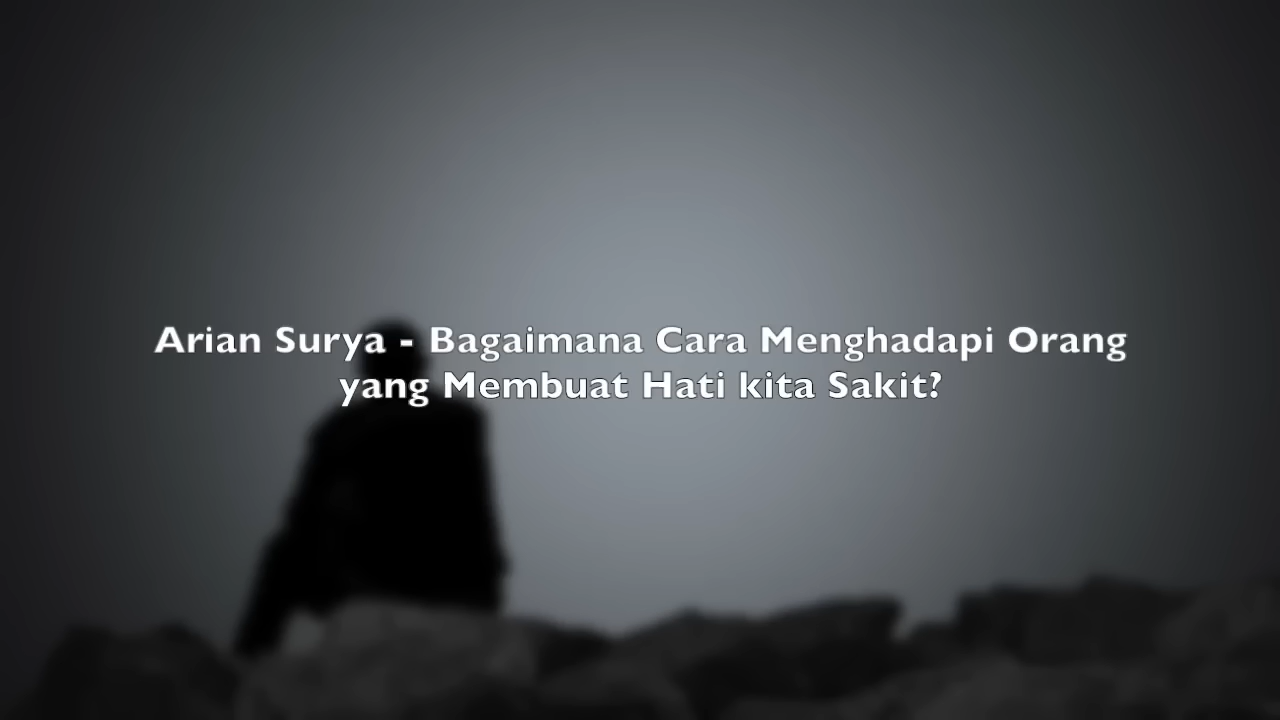 Arian Surya - Bagaimana Cara Menghadapi Orang
yang Membuat Hati kita Sakit?